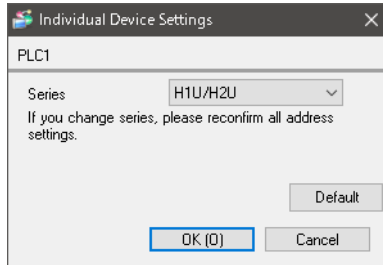 Individual Device Settings
PLC1
Series H1U/H2U
If you change series, please reconfirm all address
settings.
Default
OK (O) Cancel